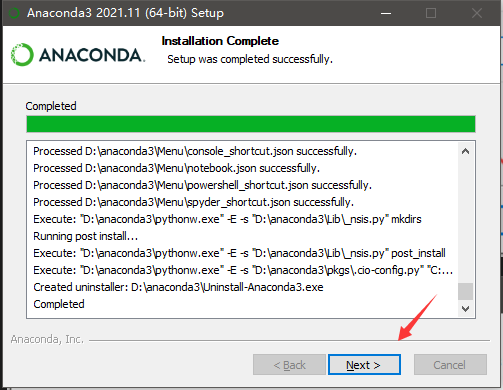 Anaconda3 2021.11 (64-bit) Setup
ANACONDA.
Installation Complete
Setup was completed successfully.
Completed
Processed D:\anaconda3\Menu\console_shortcut.json successfully.
Processed D:\anaconda3\Menu\notebook.json successfully.
Processed D:\anaconda3\Menu\powershell_shortcut.json successfully.
Processed D:\anaconda3\Menu\spyder_shortcut.json successfully.
Execute: "D:\anaconda3\pythonw.exe" -E -s "D:\anaconda3\Lib\_nsis.py" mkdirs
Running post install...
Execute: "D:\anaconda3\pythonw.exe" -E -s "D:\anaconda3\Lib\_nsis.py" post_install
Execute: "D:\anaconda3\pythonw.exe" -E -s "D:\anaconda3\pkgs\.cio-config.py" "C:...
Created uninstaller: D:\anaconda3\Uninstall-Anaconda3.exe
Completed
Anaconda, Inc.
< Back
Next >
Cancel